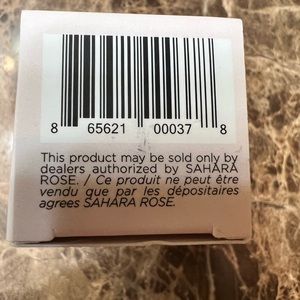 8 65621 00037 8
This product may be sold only by
dealers authorized by SAHARA
ROSE. / Ce produit ne peut être
vendu que par les dépositaires
agrees SAHARA ROSE.